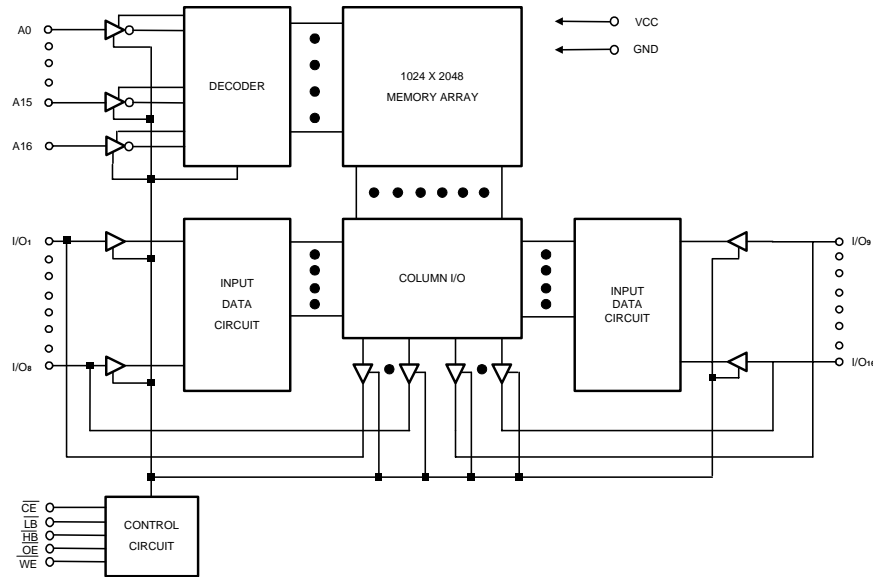 A0
A15
A16
DECODER
1024 X 2048
MEMORY ARRAY
VCC
GND
I/O₁
I/O₈
INPUT
DATA
CIRCUIT
COLUMN I/O
INPUT
DATA
CIRCUIT
I/O₉
I/O₁₆
CE
LB
HB
OE
WE
CONTROL
CIRCUIT